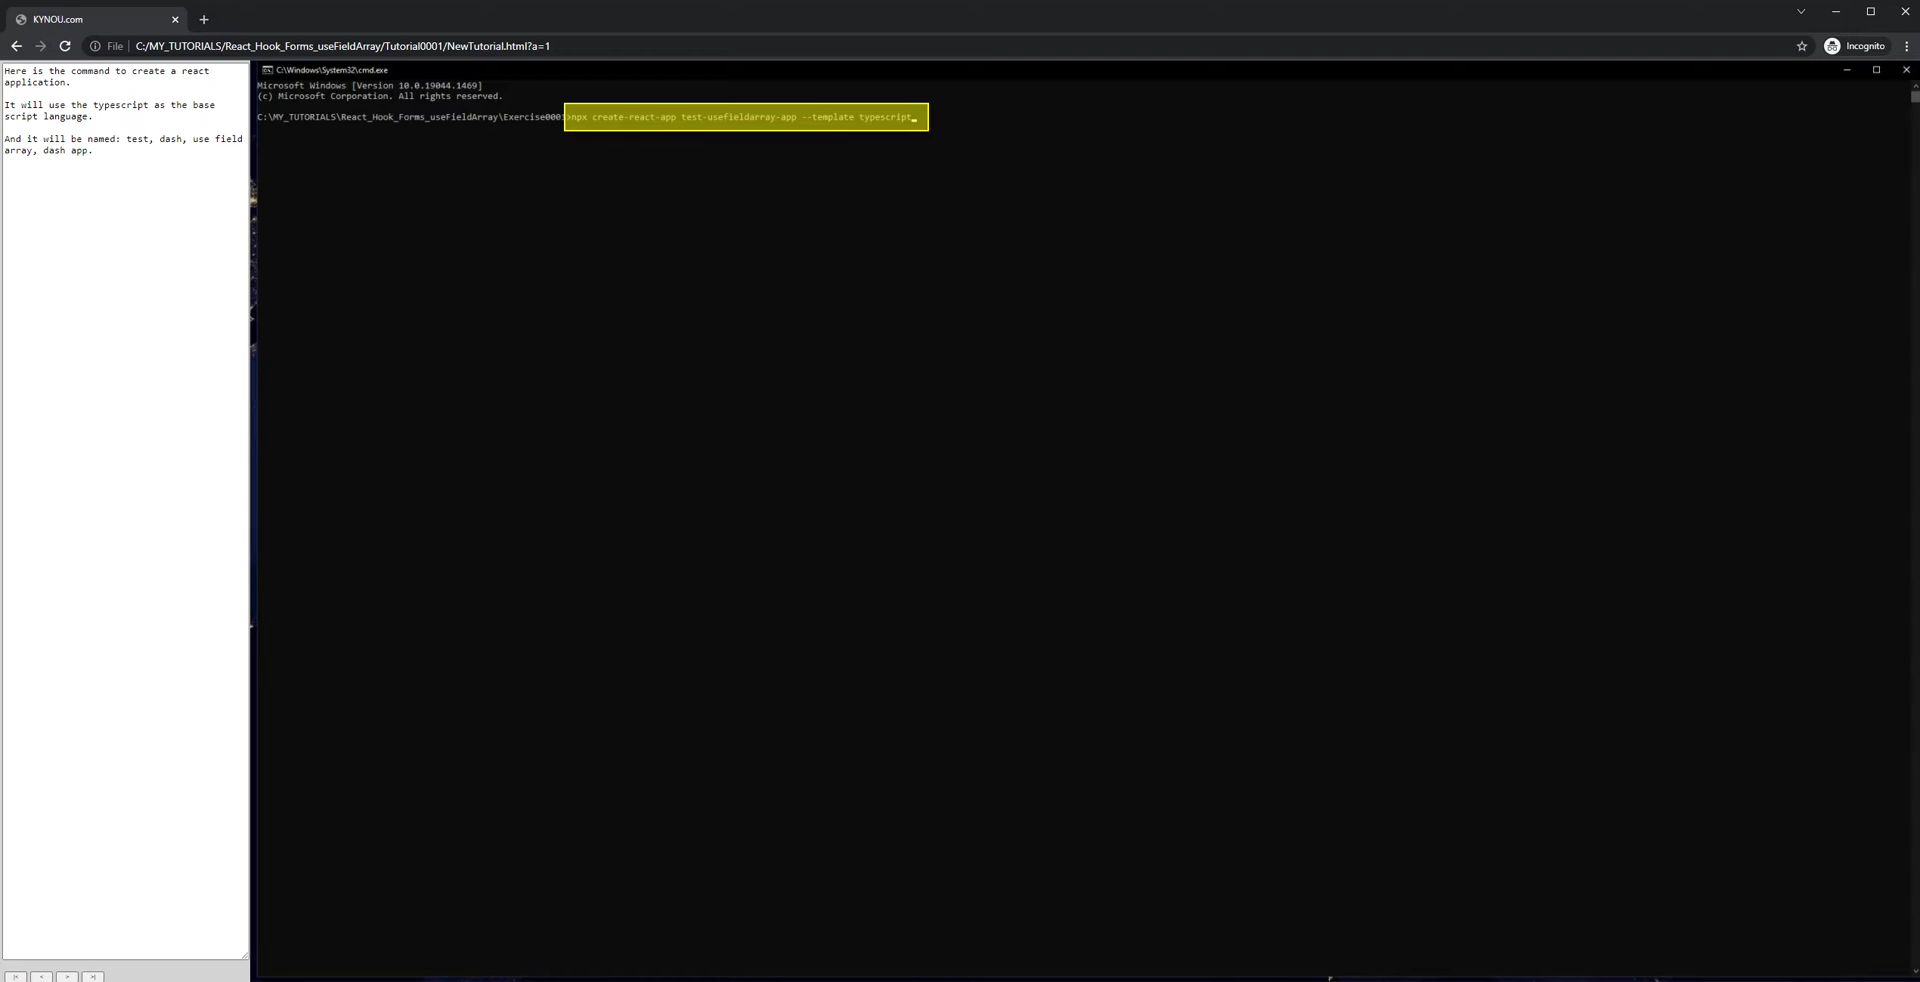 KYNOU.com
File
C:/MY_TUTORIALS/React_Hook_Forms_useFieldArray/Tutorial0001/NewTutorial.html?a=1
Incognito
Here is the command to create a react
application.
It will use the typescript as the base
script language.
And it will be named: test, dash, use field
array, dash app.
C:\Windows\System32\cmd.exe
Microsoft Windows [Version 10.0.19044.1469]
(c) Microsoft Corporation. All rights reserved.
C:\MY_TUTORIALS\React_Hook_Forms_useFieldArray\Exercise0001>npx create-react-app test-usefieldarray-app --template typescript
|<
<
>
>|